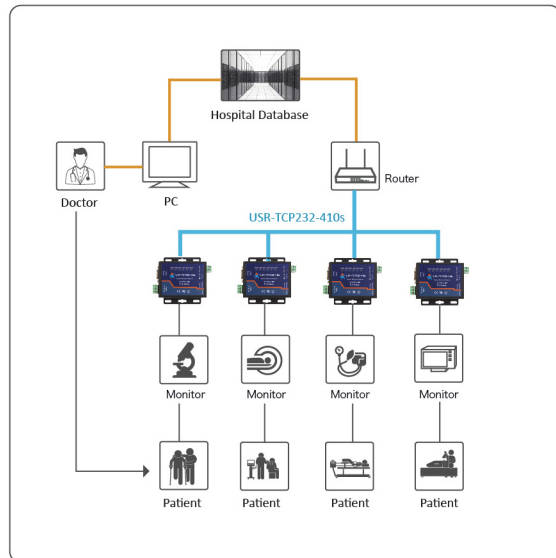 Hospital Database
Router
Doctor
PC
USR-TCP232-410s
Monitor
Monitor
Monitor
Monitor
Patient
Patient
Patient
Patient